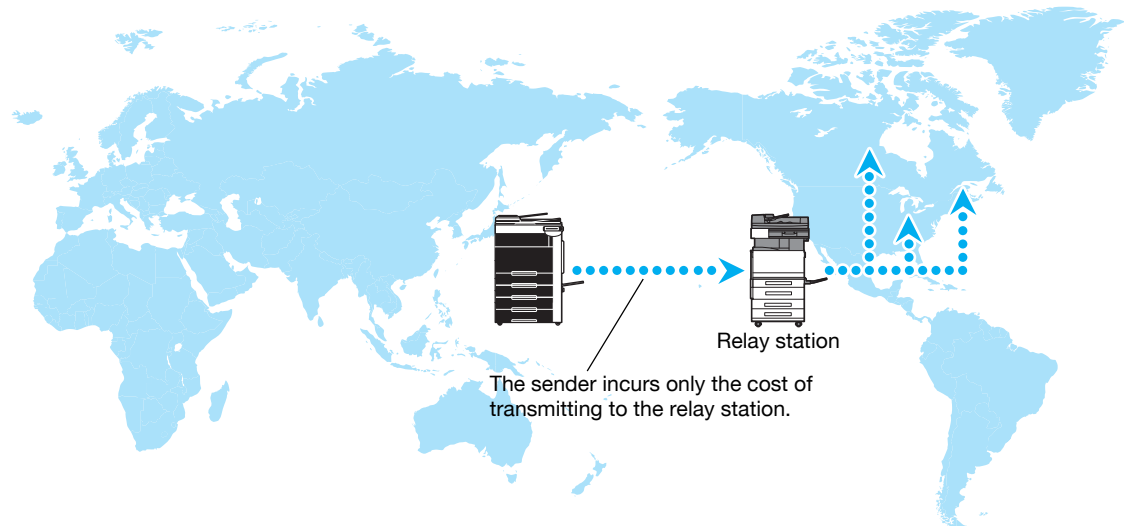 Relay station
The sender incurs only the cost of
transmitting to the relay station.